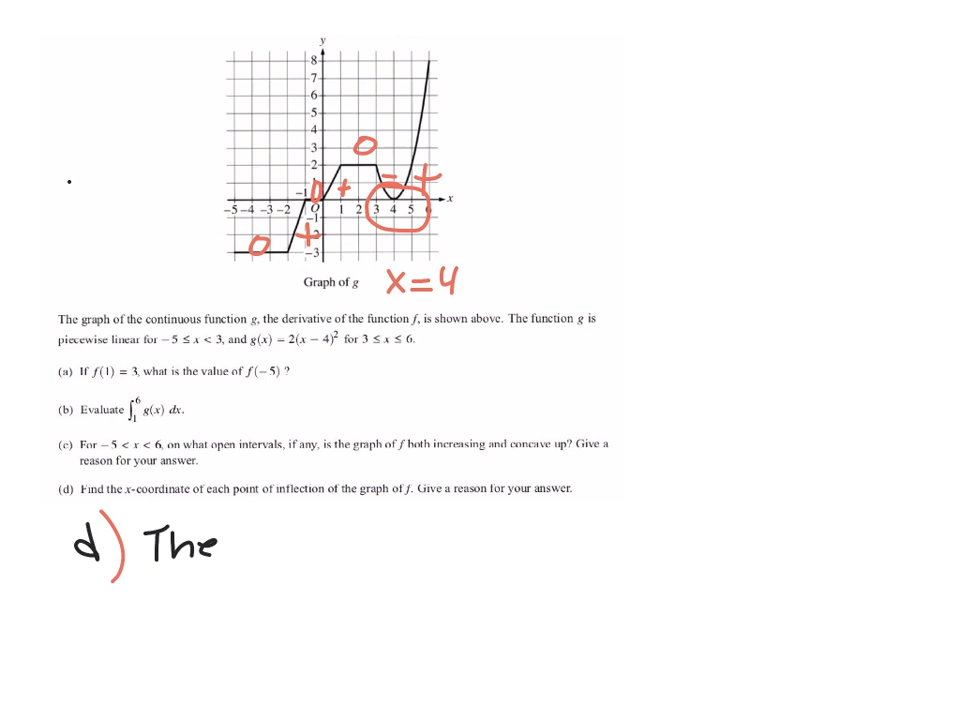 y
8
7
6
5
4
3
2
1
-1
O
x
-5 -4 -3 -2 O 1 2 3 4 5 6
-1
-2
-3
0
0
+
-
+
0
+
Graph of g
x=4
The graph of the continuous function g, the derivative of the function f, is shown above. The function g is
piecewise linear for −5 ≤ x < 3, and g(x) = 2(x − 4)² for 3 ≤ x ≤ 6.
(a) If f(1) = 3, what is the value of f(−5) ?
(b) Evaluate ∫₁⁶ g(x) dx.
(c) For −5 < x < 6, on what open intervals, if any, is the graph of f both increasing and concave up? Give a
reason for your answer.
(d) Find the x-coordinate of each point of inflection of the graph of f. Give a reason for your answer.
d) The